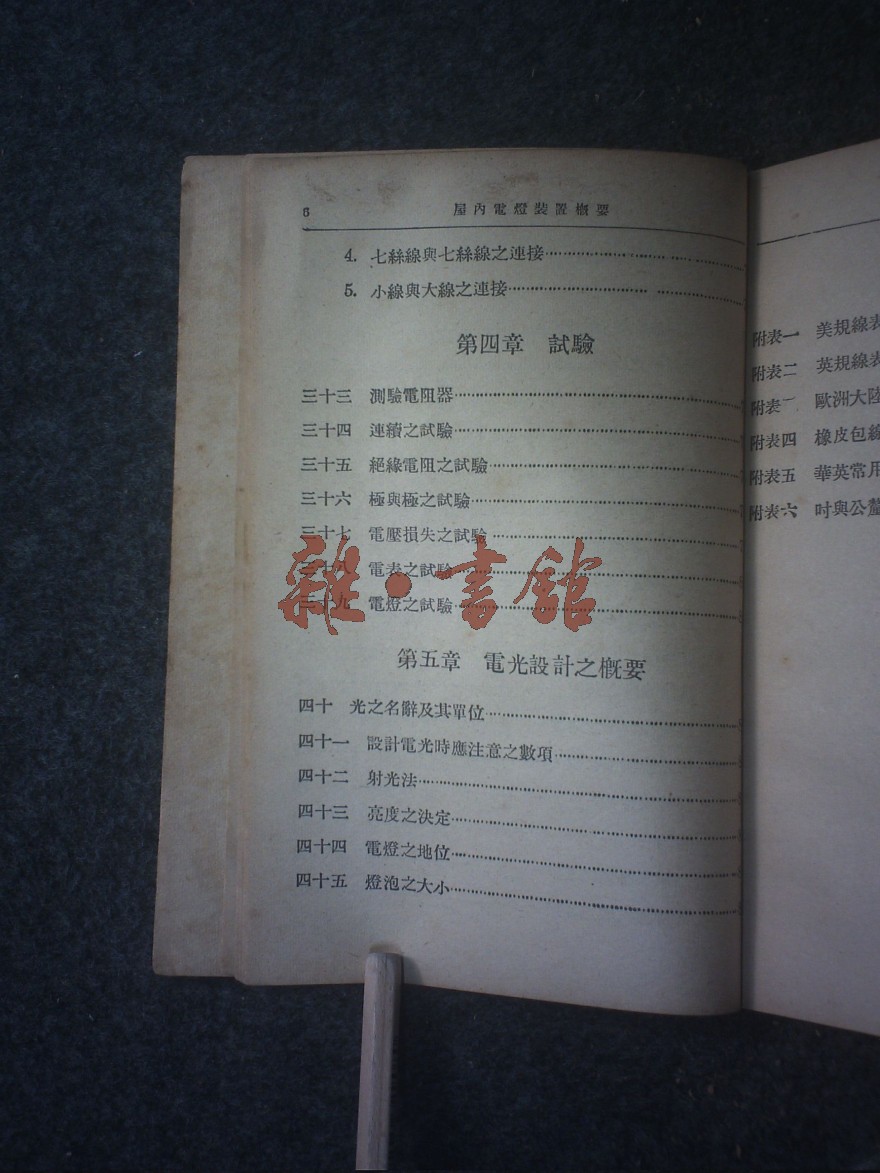 6 屋內電燈裝置概要
4. 七絲線與七絲線之連接
5. 小線與大線之連接
第四章 試驗
三十三 測驗電阻器
三十四 連續之試驗
三十五 絕緣電阻之試驗
三十六 極與極之試驗
三十七 電壓損失之試驗
三十八 電表之試驗
三十九 電燈之試驗
雜·書館
第五章 電光設計之概要
四十 光之名辭及其單位
四十一 設計電光時應注意之數項
四十二 射光法
四十三 亮度之決定
四十四 電燈之地位
四十五 燈泡之大小
附表一 美規線表
附表二 英規線表
附表 歐洲大陸
附表四 橡皮包線
附表五 華英常用
附表六 吋與公釐